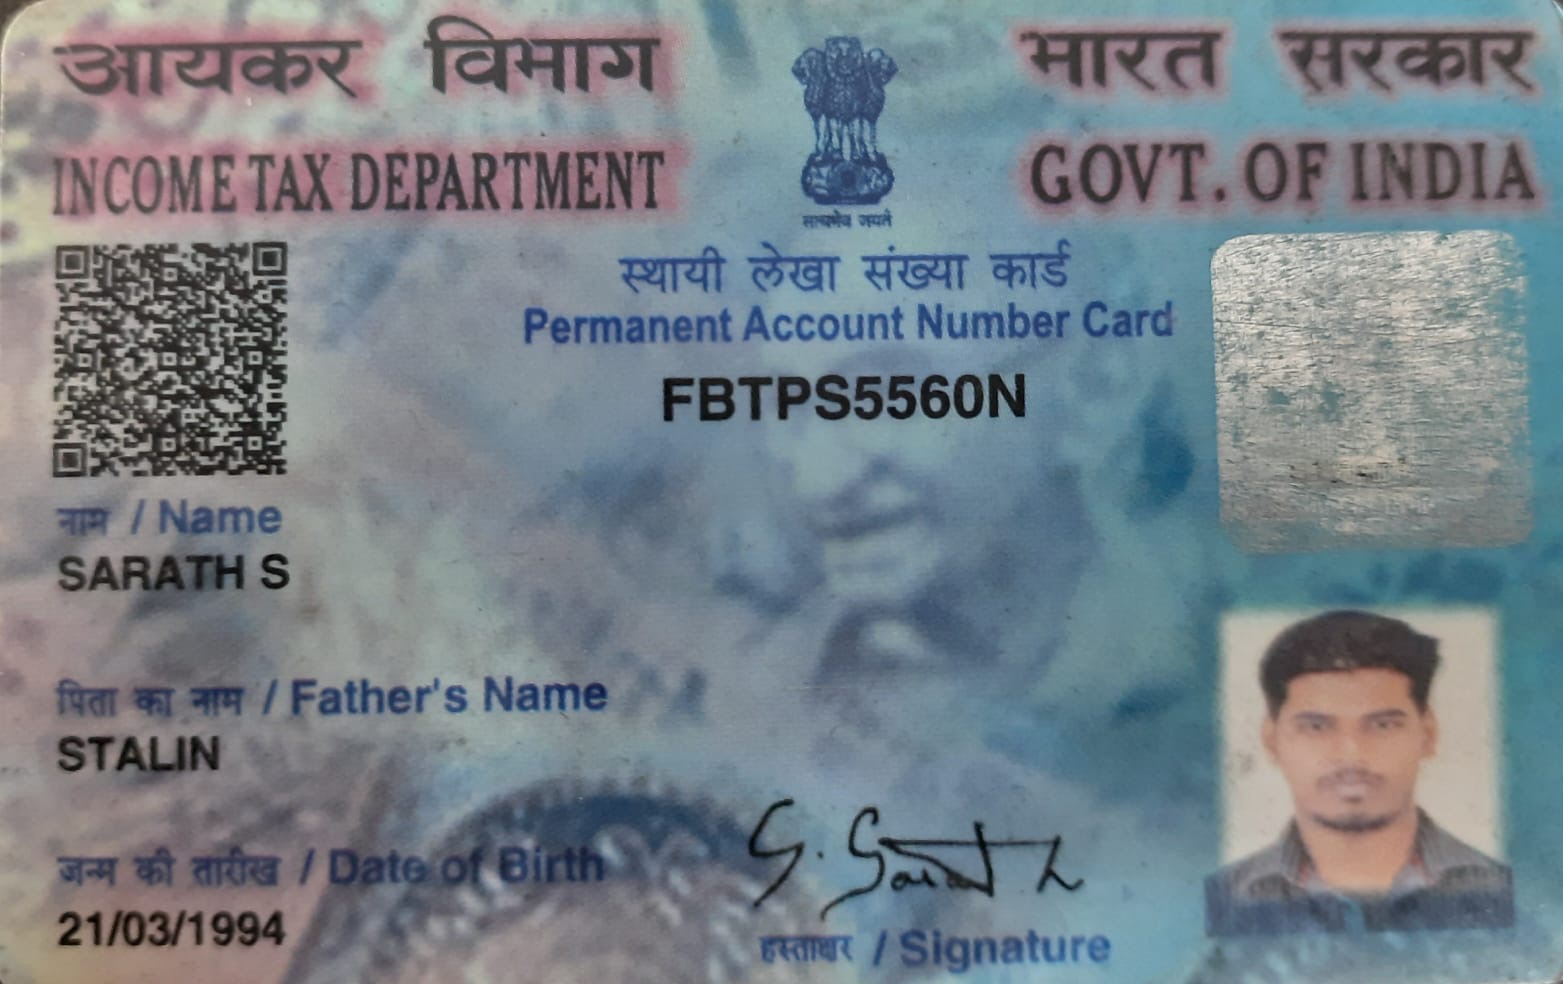 आयकर विभाग
INCOME TAX DEPARTMENT
भारत सरकार
GOVT. OF INDIA
सत्यमेव जयते
स्थायी लेखा संख्या कार्ड
Permanent Account Number Card
FBTPS5560N
नाम / Name
SARATH S
पिता का नाम / Father's Name
STALIN
जन्म की तारीख / Date of Birth
21/03/1994
S. Sarath
हस्ताक्षर / Signature